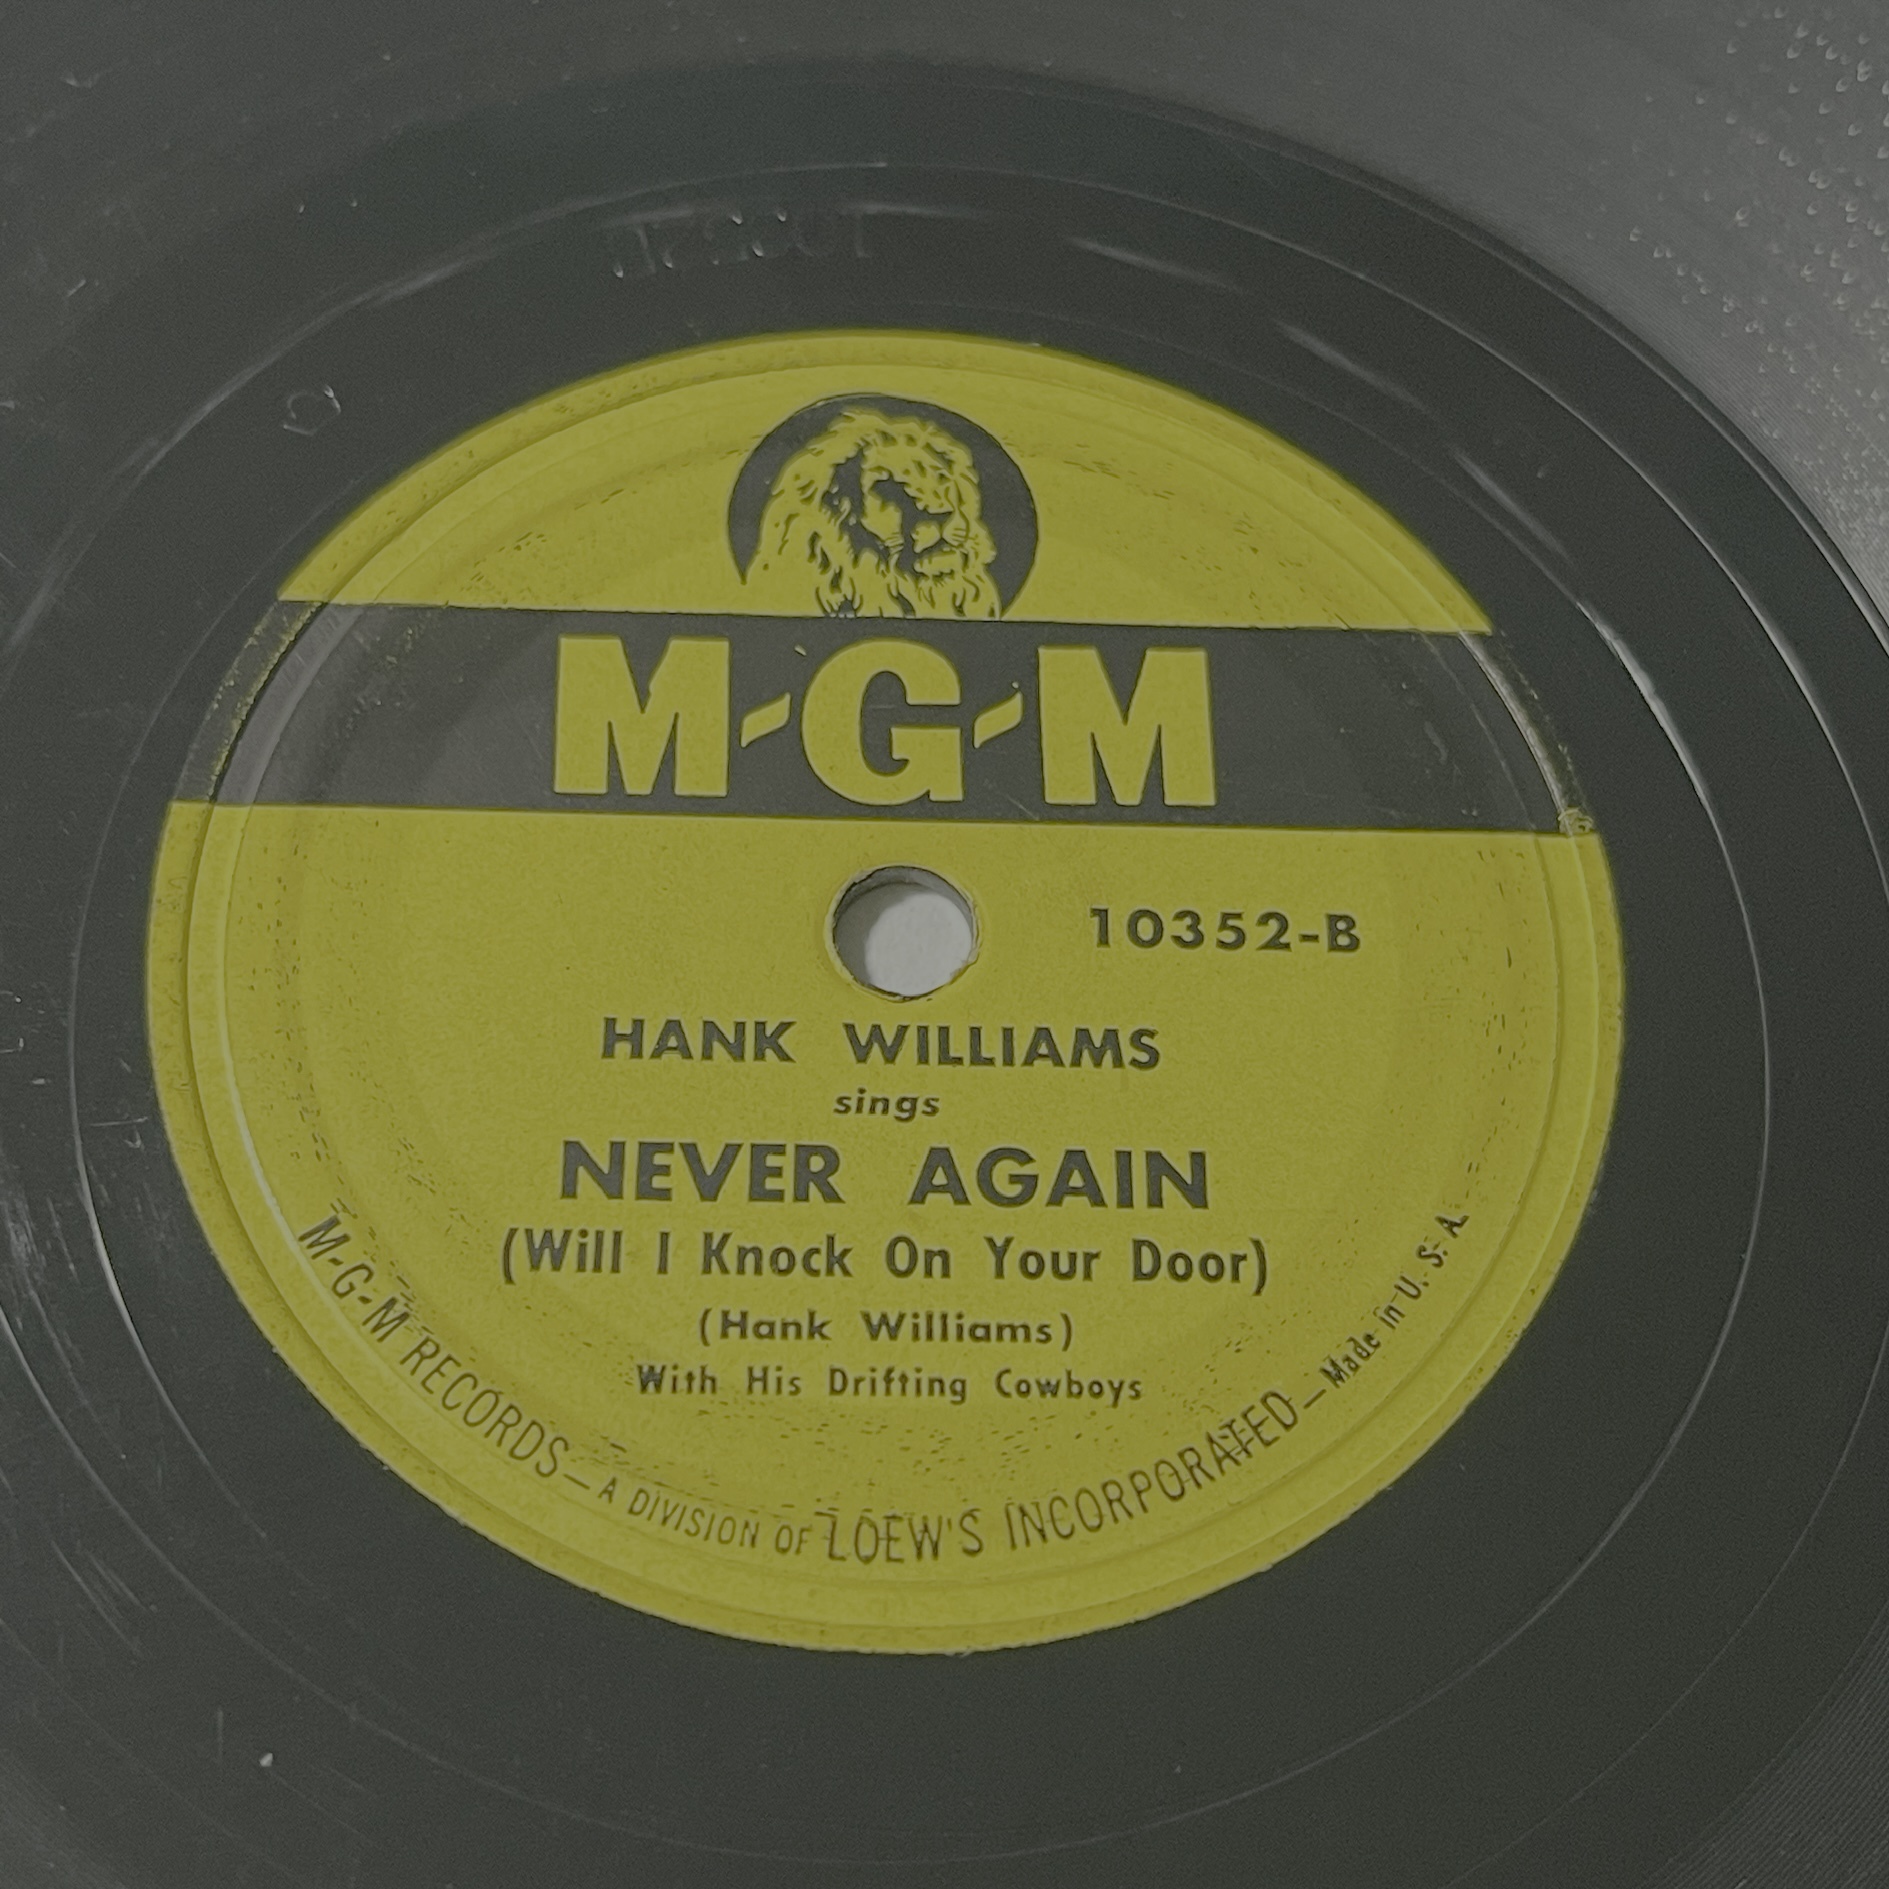 M-G-M
10352-B
HANK WILLIAMS
sings
NEVER AGAIN
(Will I Knock On Your Door)
(Hank Williams)
With His Drifting Cowboys
M-G-M RECORDS—A DIVISION OF LOEW'S INCORPORATED—Made in U. S. A.